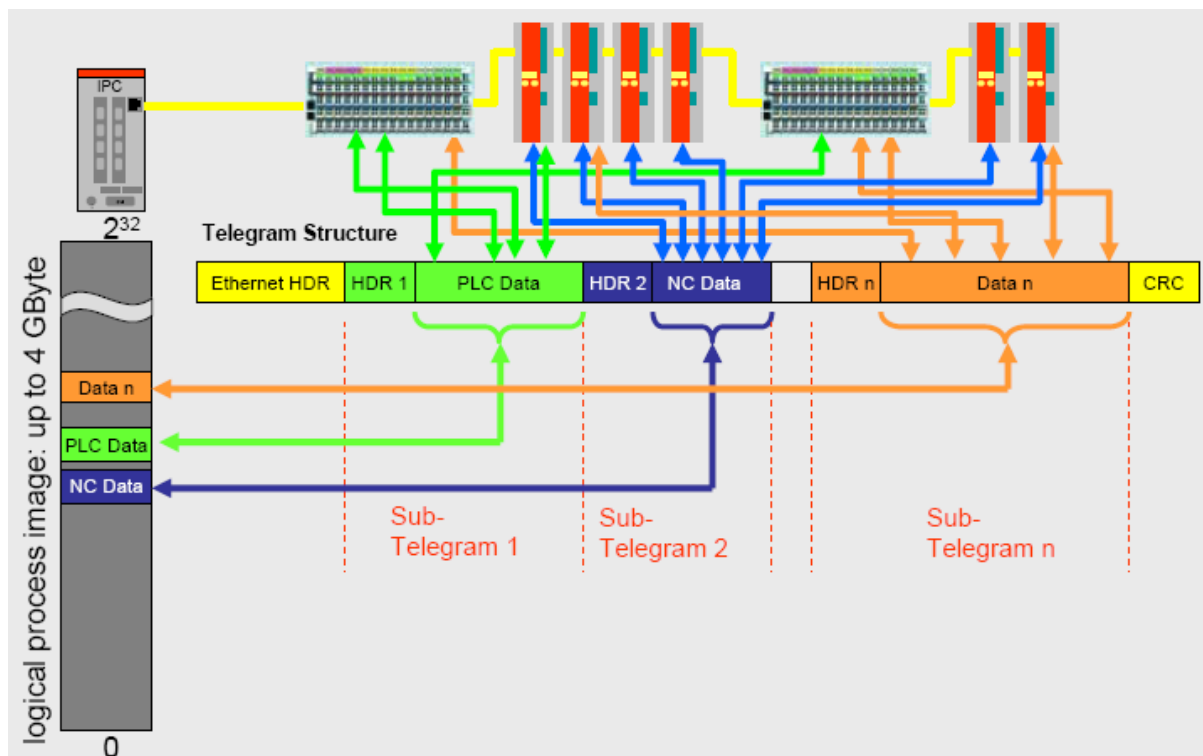 IPC
2³²
logical process image: up to 4 GByte
Telegram Structure
Ethernet HDR HDR 1 PLC Data HDR 2 NC Data HDR n Data n CRC
Data n
PLC Data
NC Data
Sub-
Telegram 1
Sub-
Telegram 2
Sub-
Telegram n
0